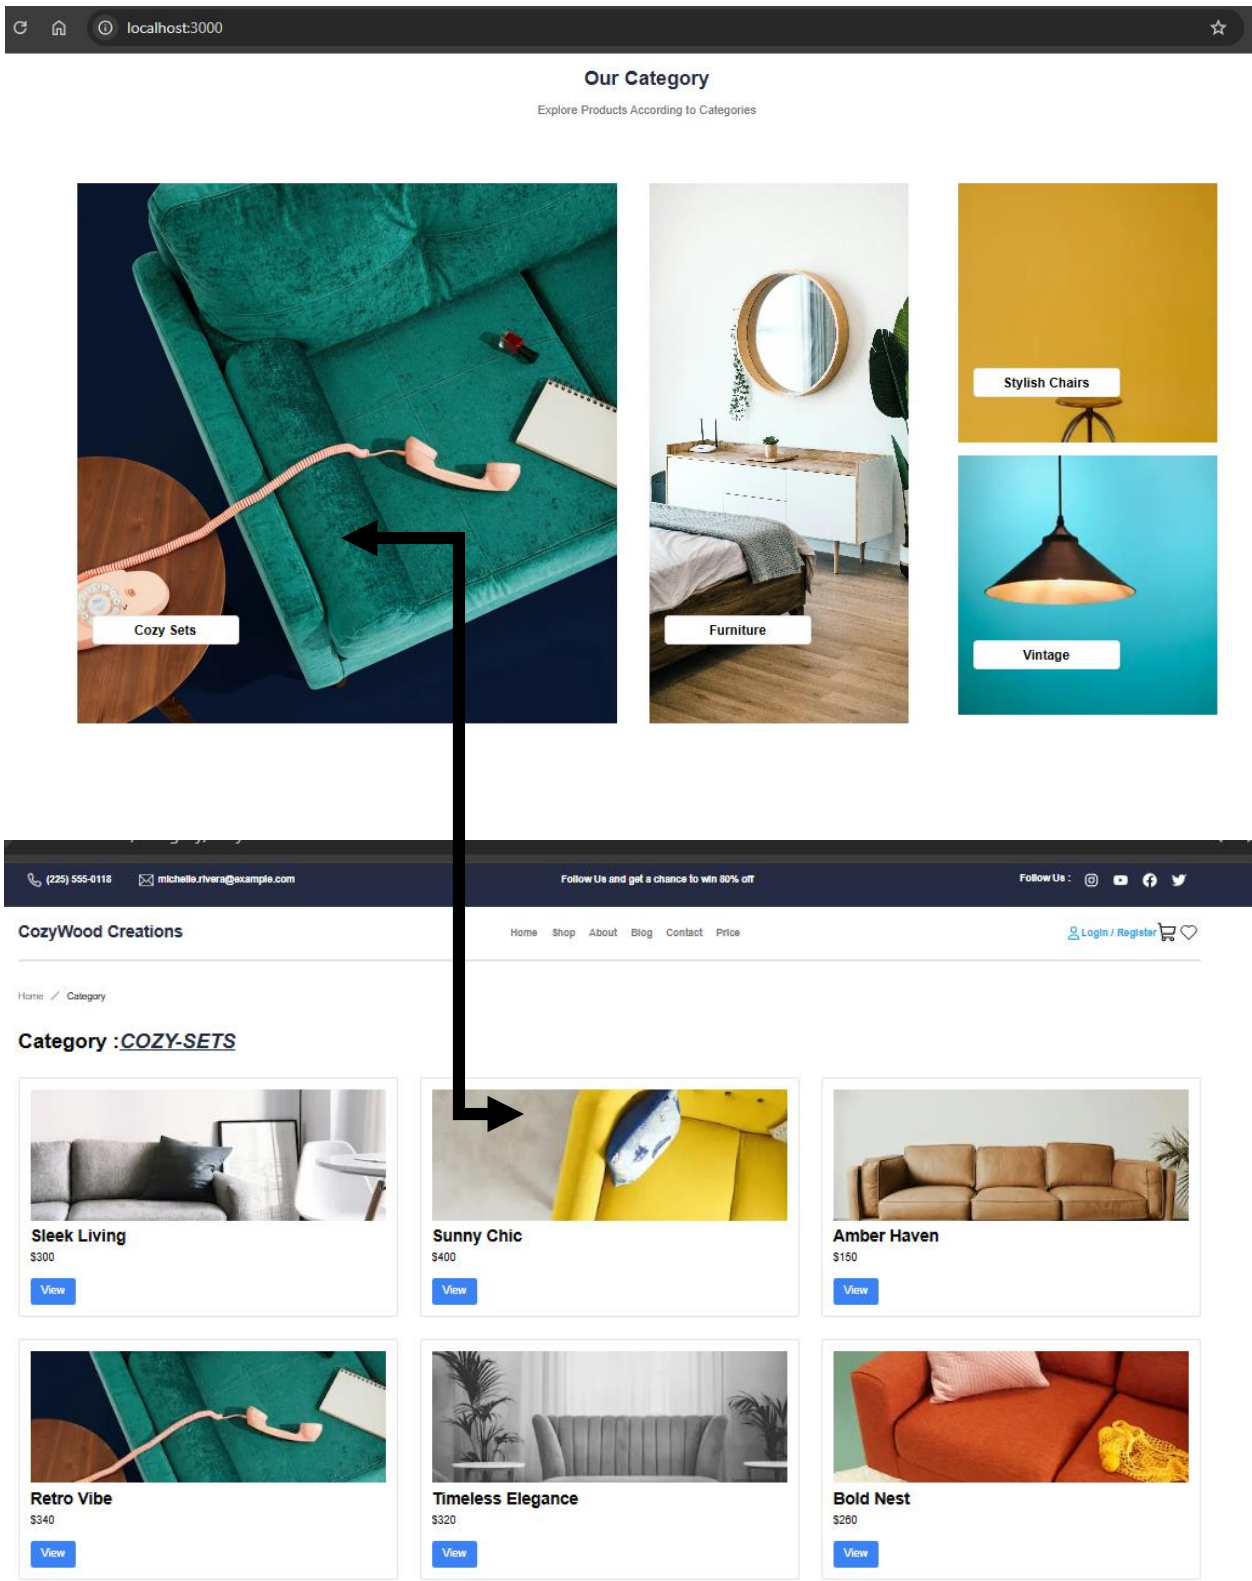 localhost:3000
Our Category
Explore Products According to Categories
Stylish Chairs
Cozy Sets
Furniture
Vintage
(225) 555-0118 michelle.rivera@example.com Follow Us and get a chance to win 80% off Follow Us :
CozyWood Creations Home Shop About Blog Contact Price Login / Register
Home / Category
Category :COZY-SETS
Sleek Living Sunny Chic Amber Haven
$300 $400 $150
View View View
Retro Vibe Timeless Elegance Bold Nest
$340 $320 $260
View View View